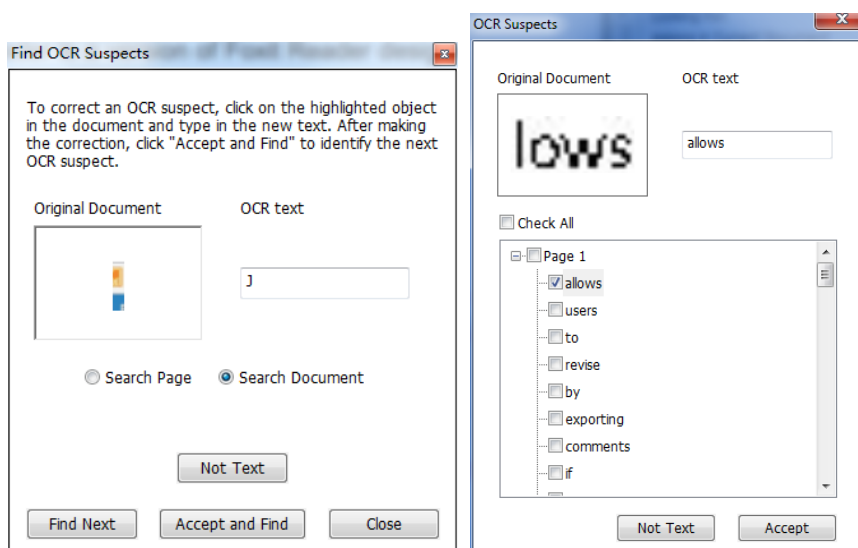 Find OCR Suspects
To correct an OCR suspect, click on the highlighted object
in the document and type in the new text. After making
the correction, click "Accept and Find" to identify the next
OCR suspect.
Original Document OCR text
J
Search Page Search Document
Not Text
Find Next Accept and Find Close
OCR Suspects
Original Document OCR text
lows allows
Check All
Page 1
allows
users
to
revise
by
exporting
comments
if
Not Text Accept